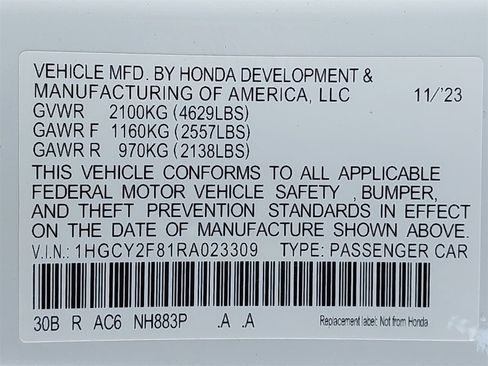 VEHICLE MFD. BY HONDA DEVELOPMENT &
MANUFACTURING OF AMERICA, LLC 11/'23
GVWR 2100KG (4629LBS)
GAWR F 1160KG (2557LBS)
GAWR R 970KG (2138LBS)
THIS VEHICLE CONFORMS TO ALL APPLICABLE
FEDERAL MOTOR VEHICLE SAFETY , BUMPER,
AND THEFT PREVENTION STANDARDS IN EFFECT
ON THE DATE OF MANUFACTURE SHOWN ABOVE.
V.I.N.: 1HGCY2F81RA023309 TYPE: PASSENGER CAR
30B R AC6 NH883P .A .A Replacement label: Not from Honda